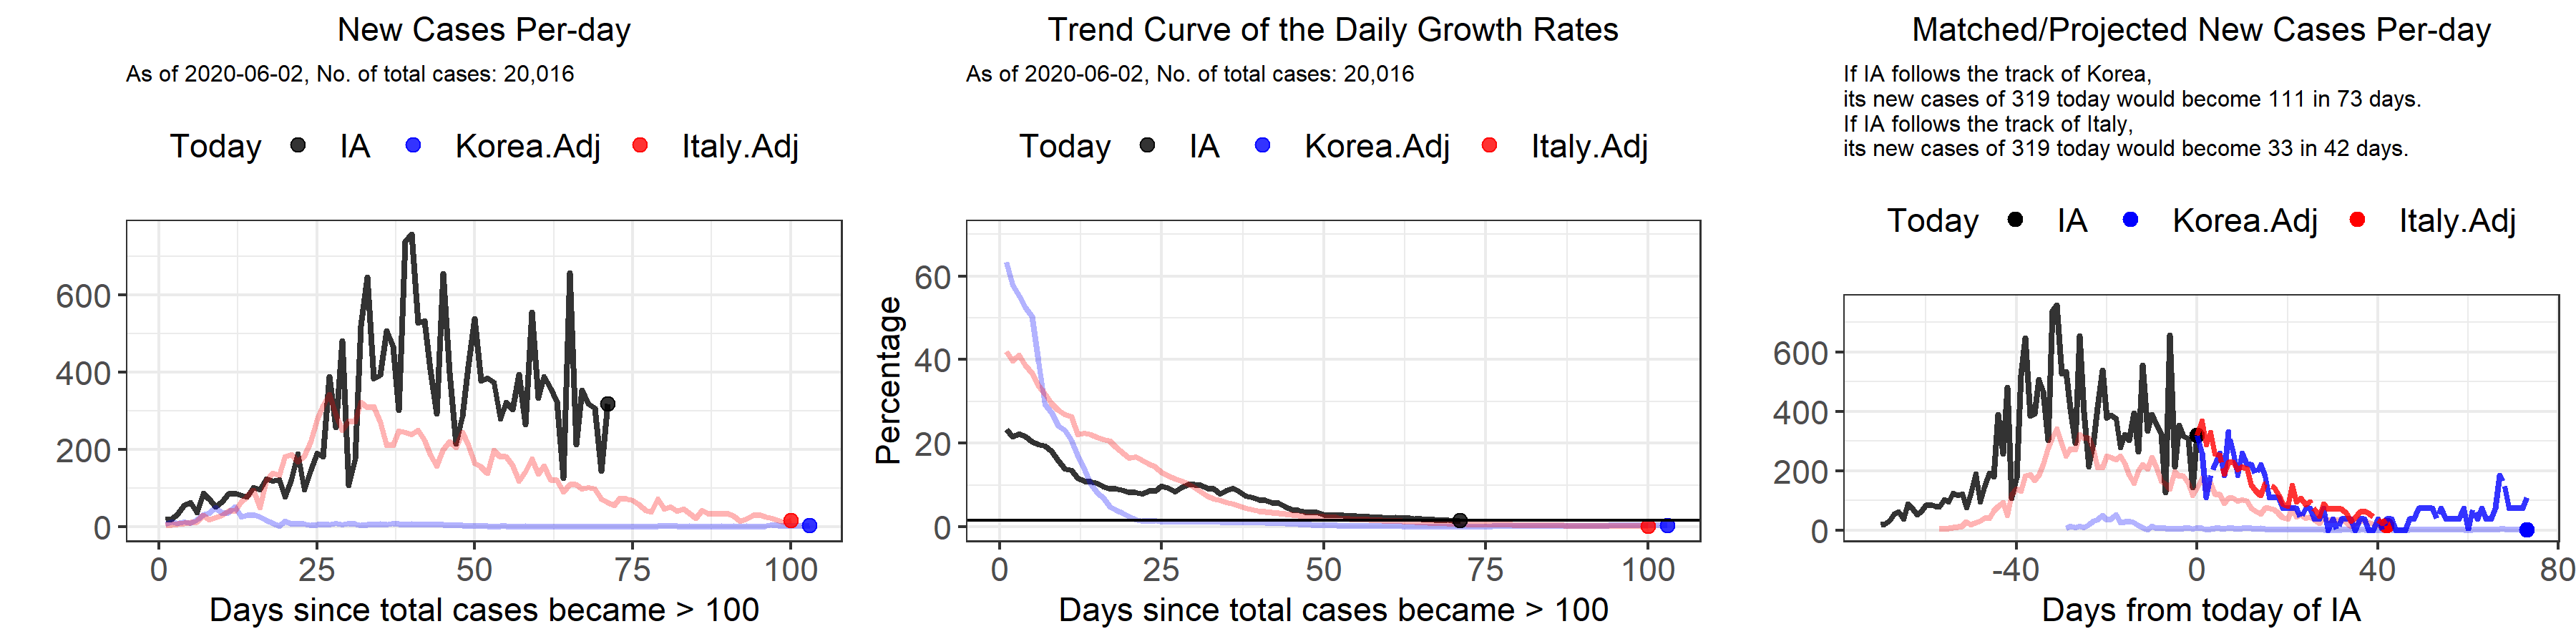 New Cases Per-day
As of 2020-06-02, No. of total cases: 20,016
Today IA Korea.Adj Italy.Adj
600
400
200
0
0 25 50 75 100
Days since total cases became > 100
Trend Curve of the Daily Growth Rates
As of 2020-06-02, No. of total cases: 20,016
Today IA Korea.Adj Italy.Adj
Percentage
60
40
20
0
0 25 50 75 100
Days since total cases became > 100
Matched/Projected New Cases Per-day
If IA follows the track of Korea,
its new cases of 319 today would become 111 in 73 days.
If IA follows the track of Italy,
its new cases of 319 today would become 33 in 42 days.
Today IA Korea.Adj Italy.Adj
600
400
200
0
-40 0 40 80
Days from today of IA